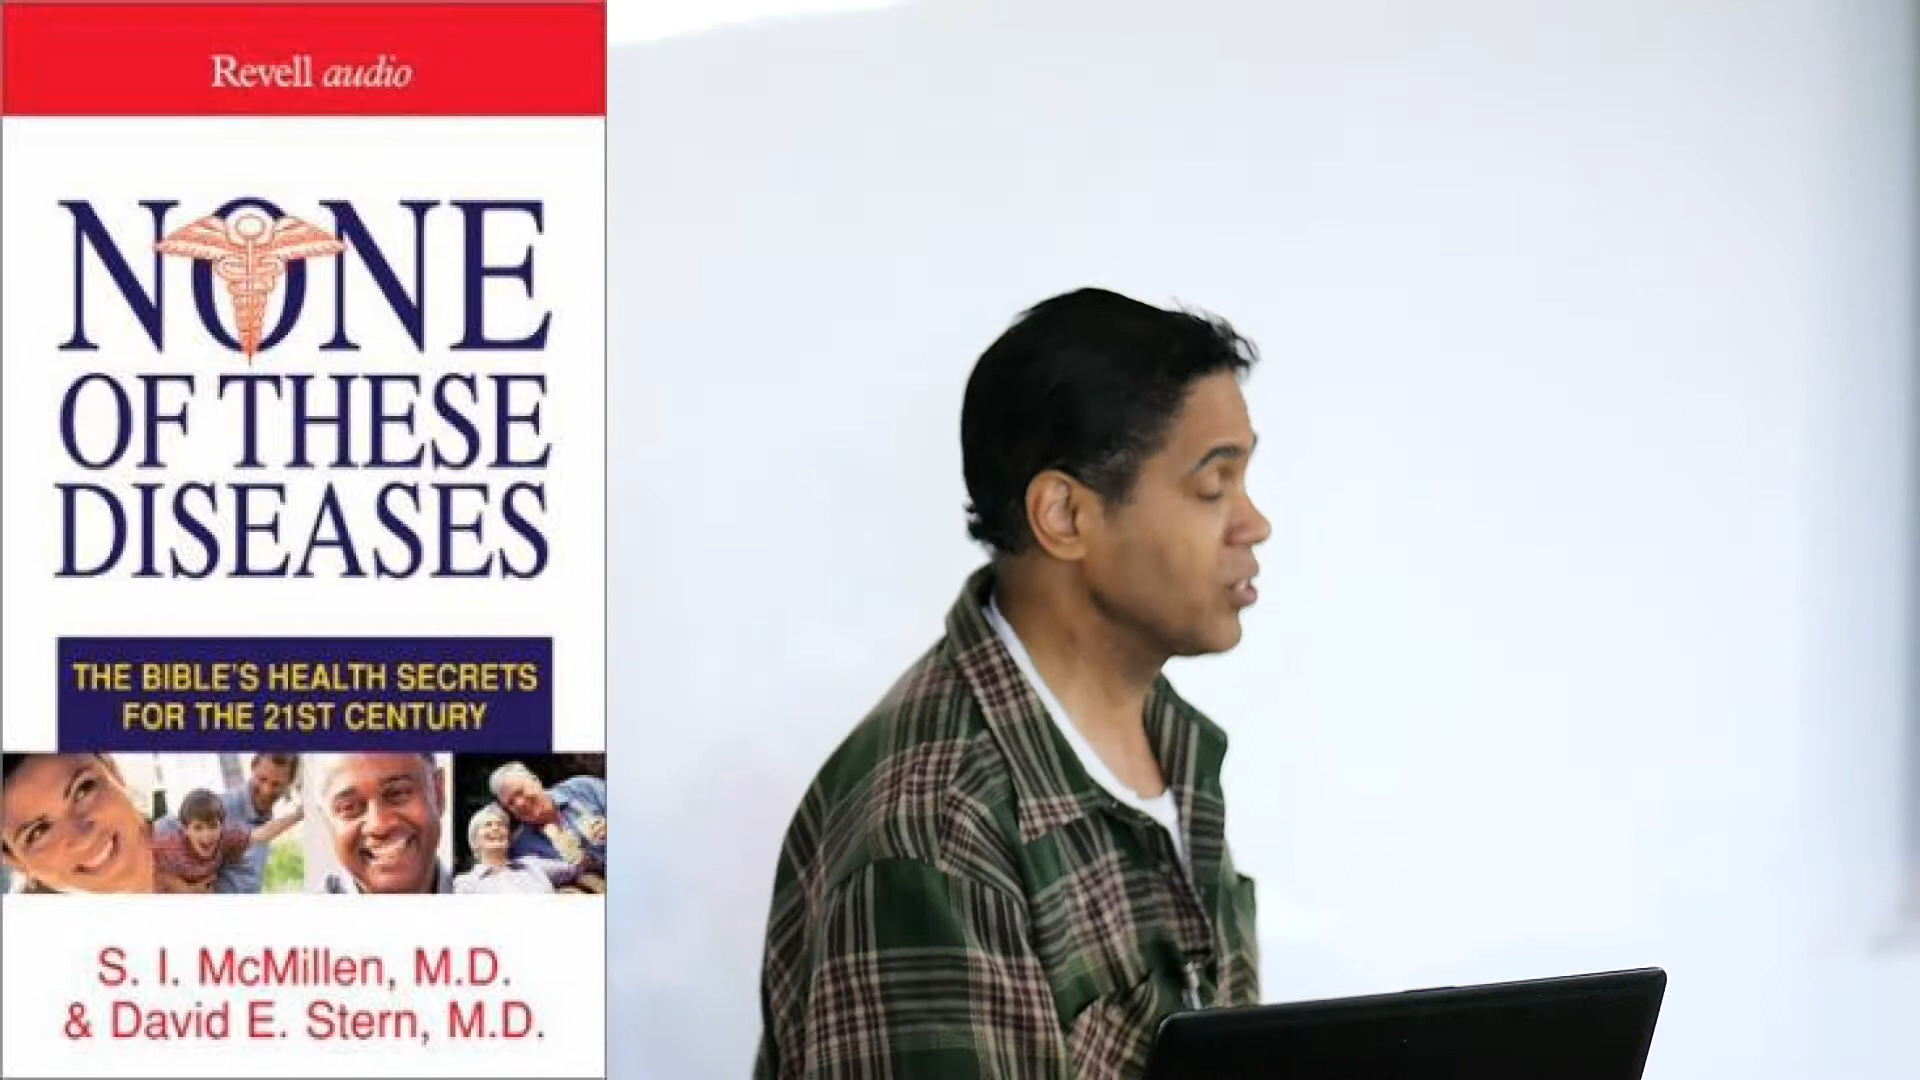 Revell audio
NONE
OF THESE
DISEASES
THE BIBLE'S HEALTH SECRETS
FOR THE 21ST CENTURY
S. I. McMillen, M.D.
& David E. Stern, M.D.